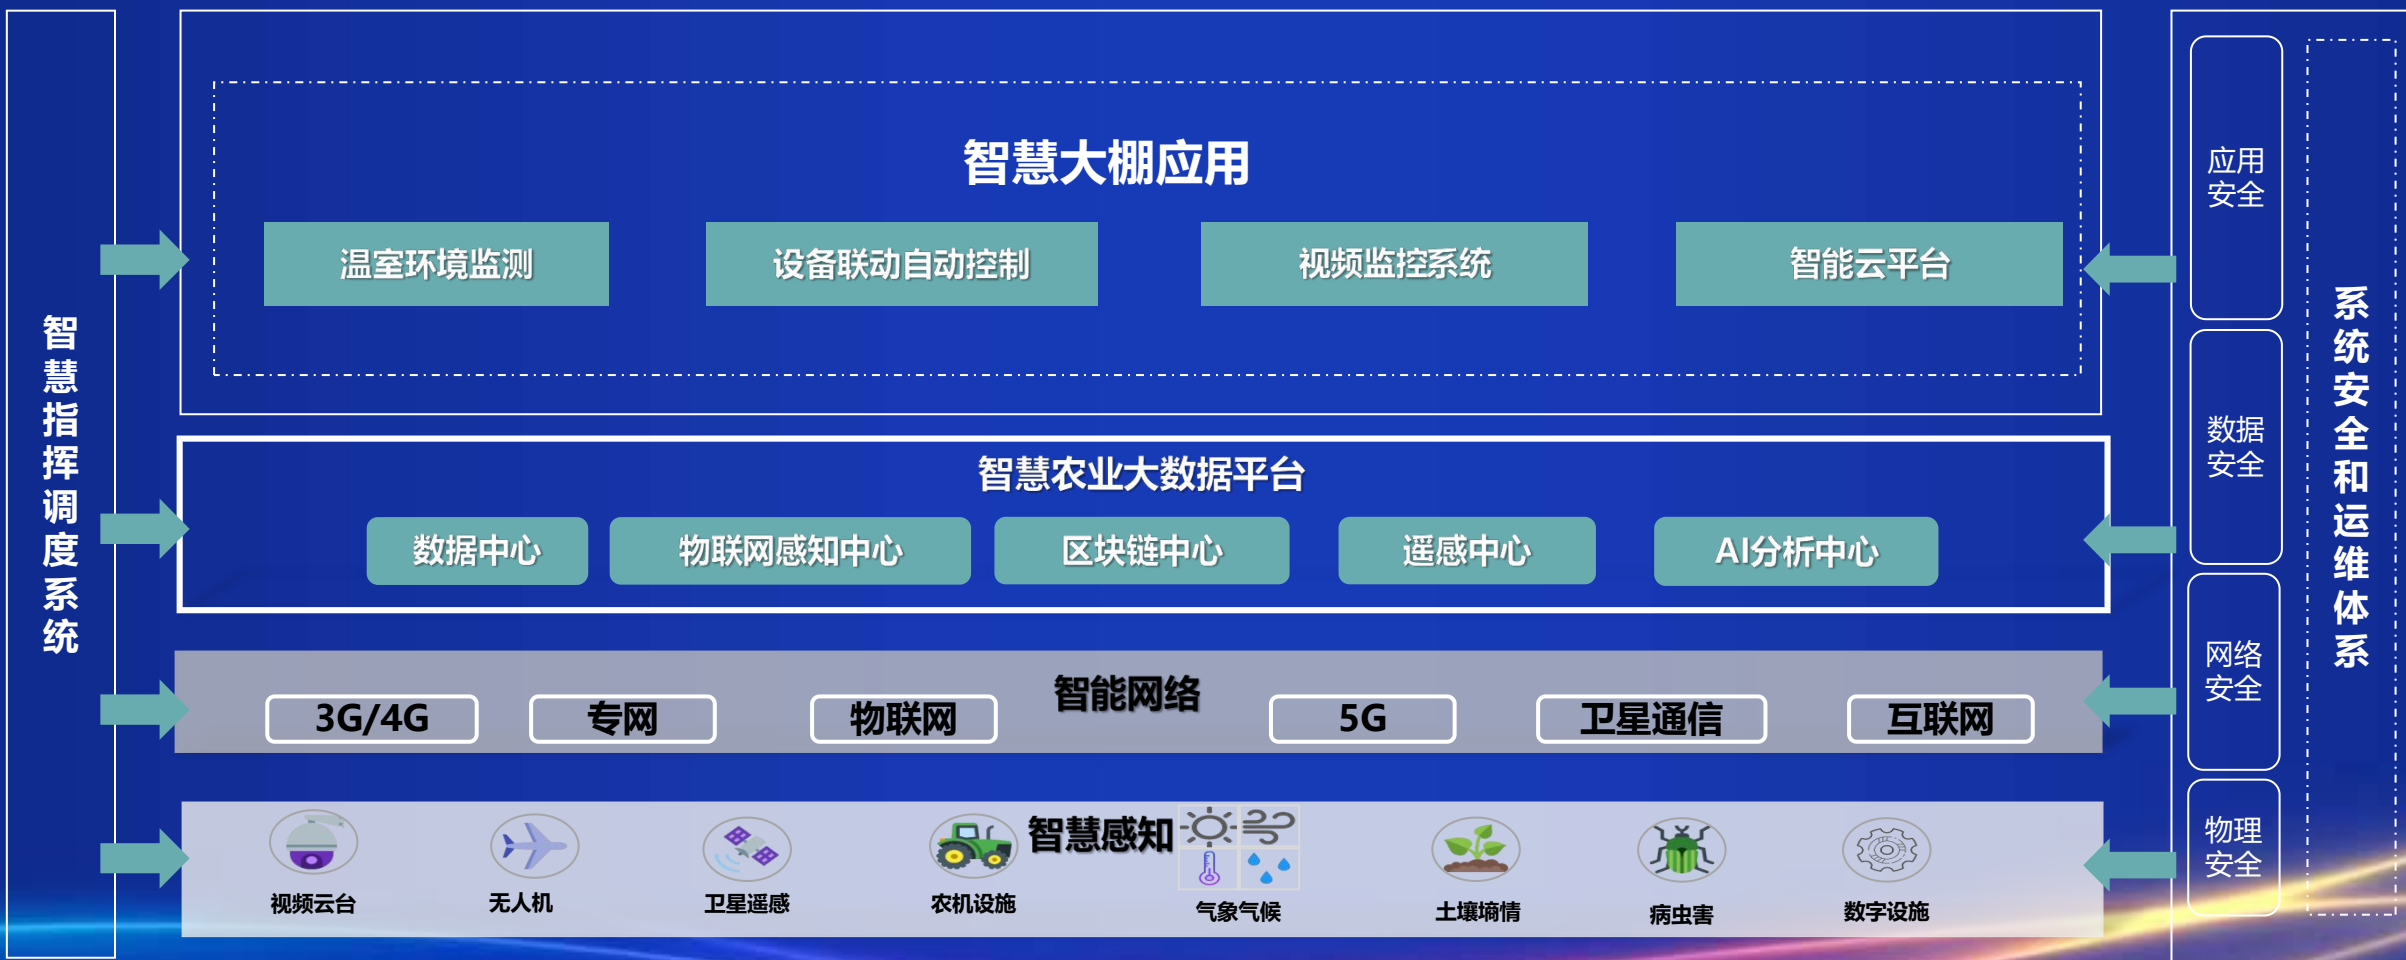 智慧指挥调度系统
智慧大棚应用
温室环境监测
设备联动自动控制
视频监控系统
智能云平台
智慧农业大数据平台
数据中心
物联网感知中心
区块链中心
遥感中心
AI分析中心
智能网络
3G/4G
专网
物联网
5G
卫星通信
互联网
智慧感知
视频云台
无人机
卫星遥感
农机设施
气象气候
土壤墒情
病虫害
数字设施
应用
安全
数据
安全
网络
安全
物理
安全
系统安全和运维体系